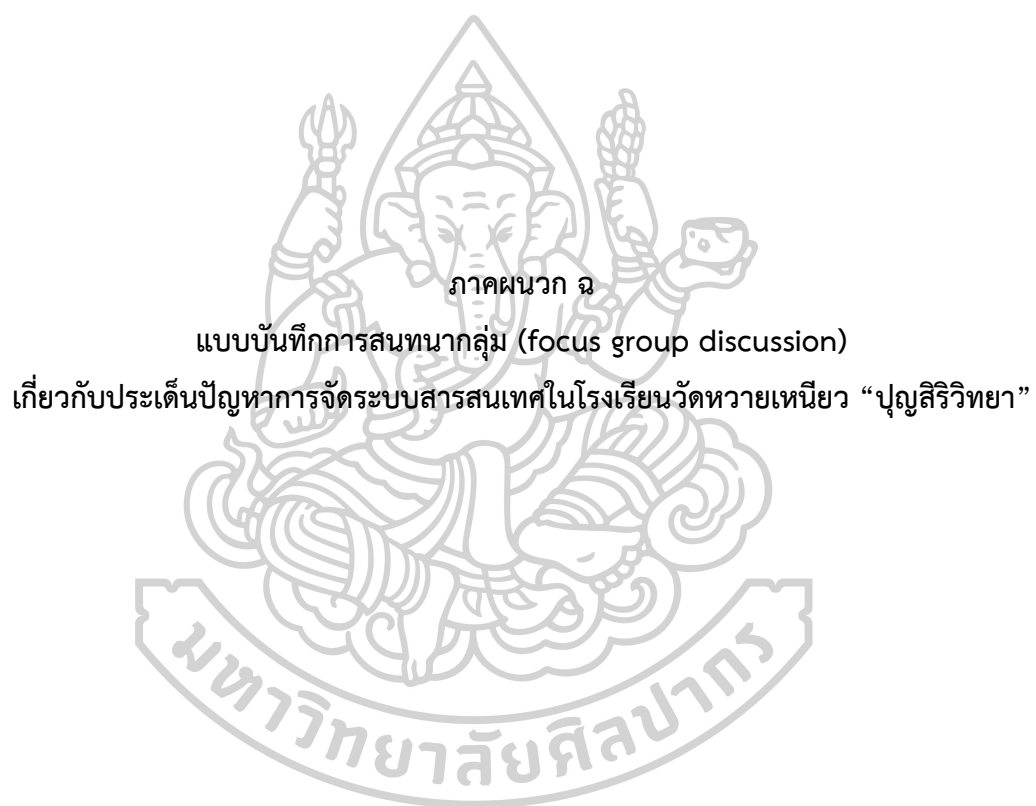 ภาคผนวก ฉ
แบบบันทึกการสนทนากลุ่ม (focus group discussion)
เกี่ยวกับประเด็นปัญหาการจัดระบบสารสนเทศในโรงเรียนวัดหวายเหนียว “ปุญสิริวิทยา”
มหาวิทยาลัยศิลปากร